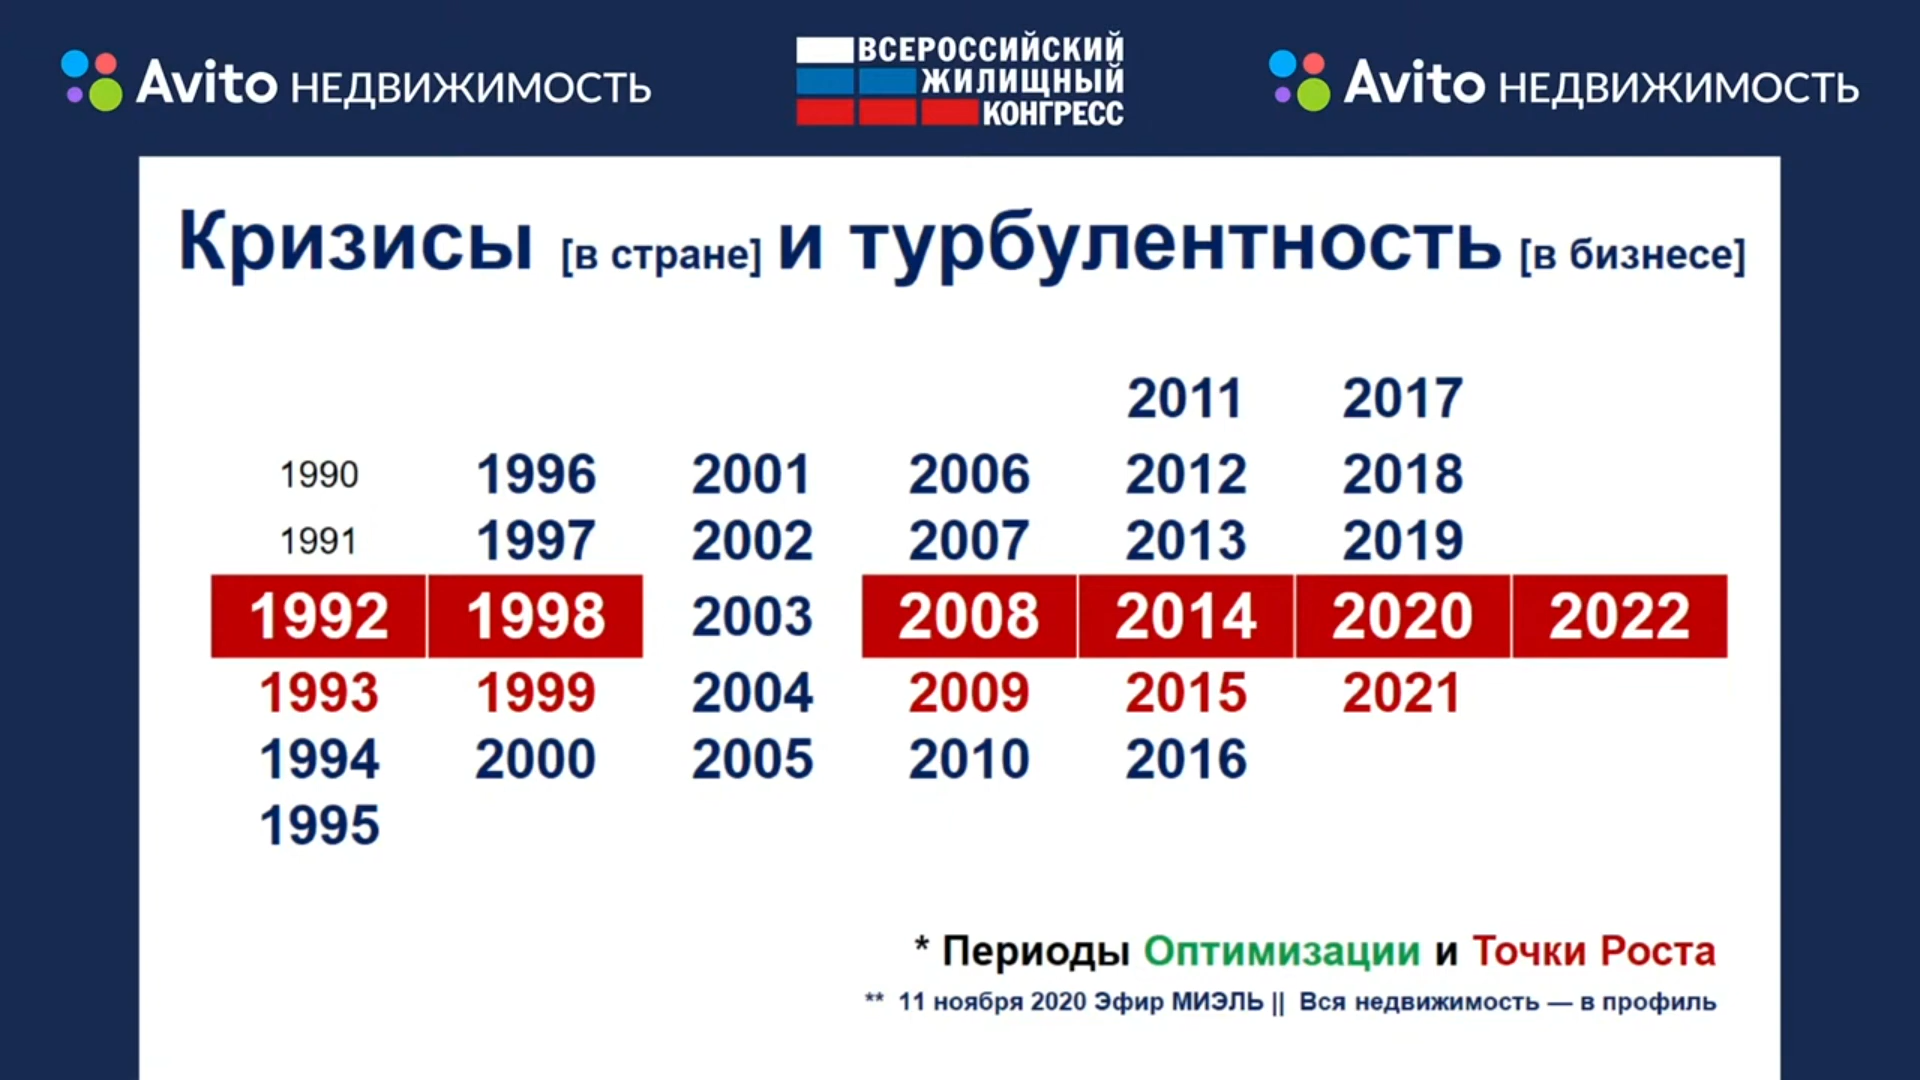 Avito НЕДВИЖИМОСТЬ
ВСЕРОССИЙСКИЙ
ЖИЛИЩНЫЙ
КОНГРЕСС
Avito НЕДВИЖИМОСТЬ
Кризисы [в стране] и турбулентность [в бизнесе]
2011 2017
1990 1996 2001 2006 2012 2018
1991 1997 2002 2007 2013 2019
1992 1998 2003 2008 2014 2020 2022
1993 1999 2004 2009 2015 2021
1994 2000 2005 2010 2016
1995
* Периоды Оптимизации и Точки Роста
** 11 ноября 2020 Эфир МИЭЛЬ || Вся недвижимость — в профиль